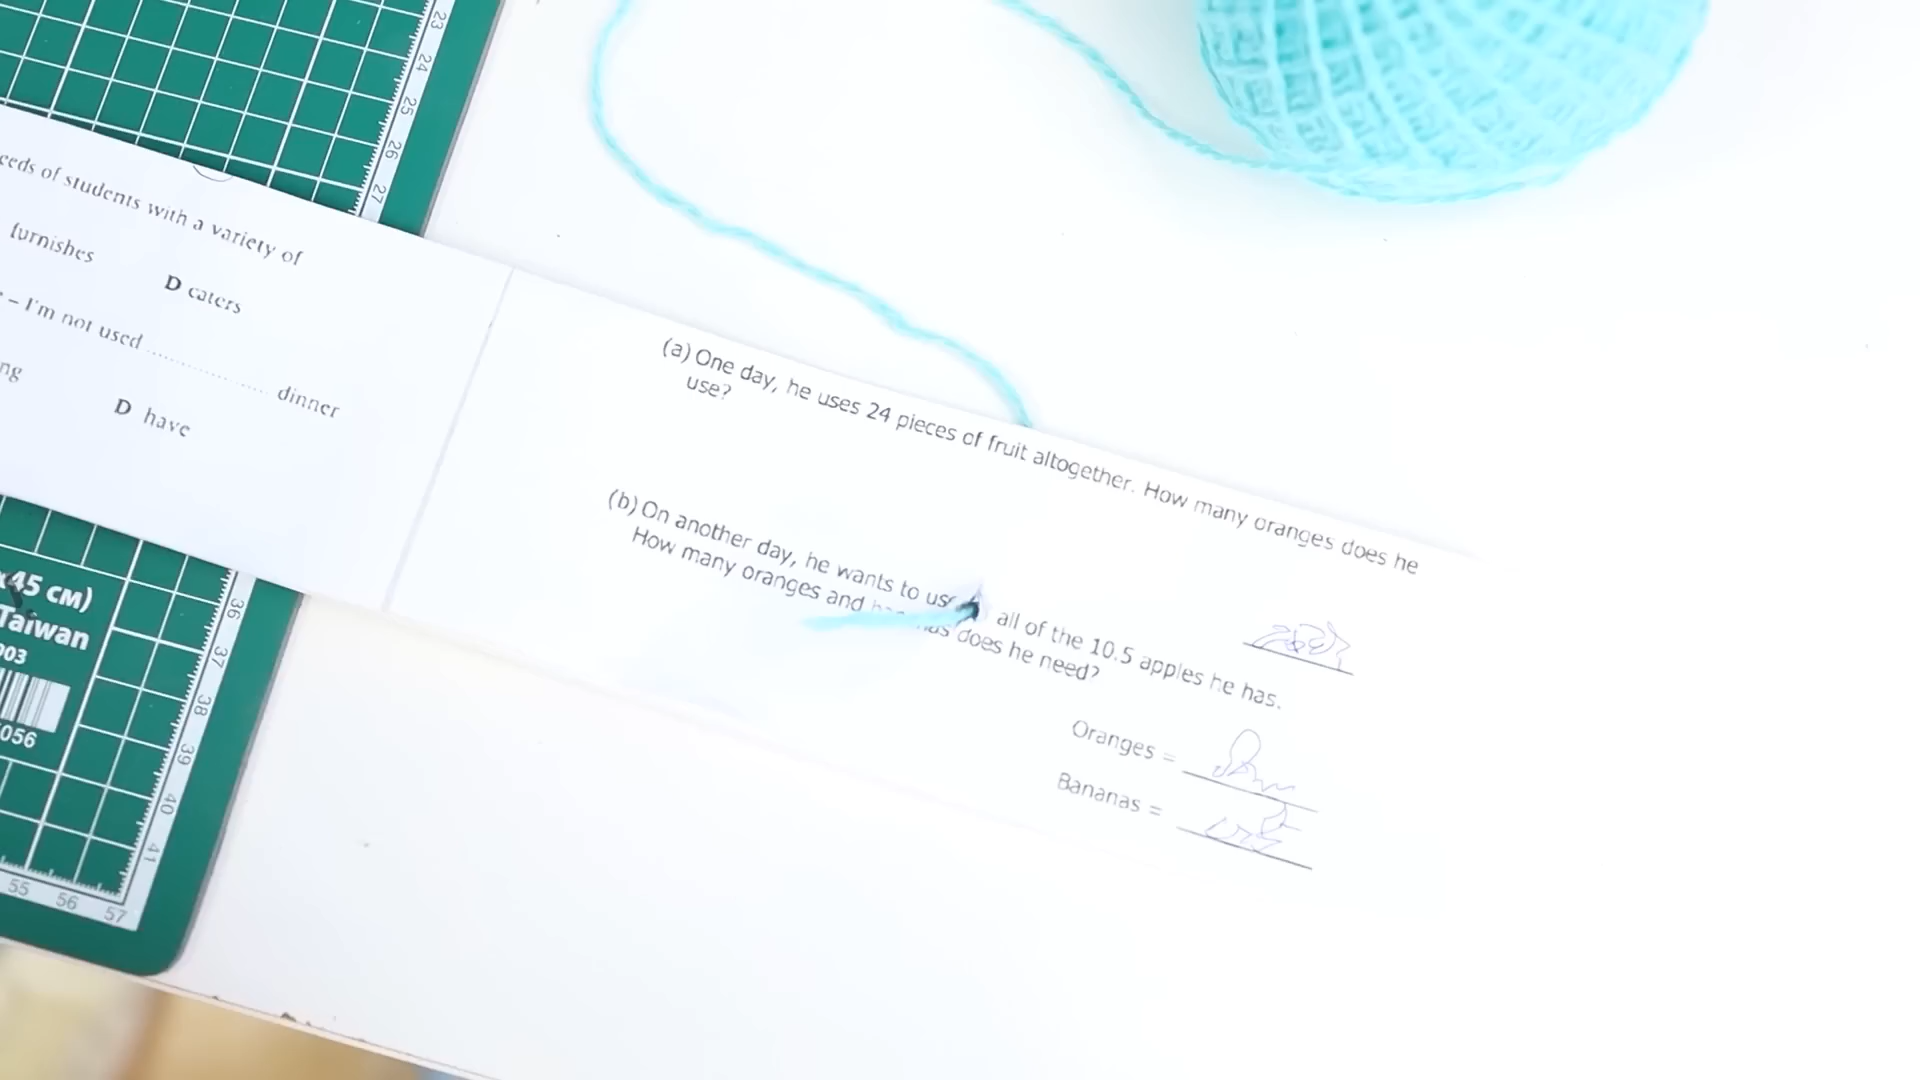 23
24
25
26
27
eeds of students with a variety of
furnishes
D caters
– I'm not used .................... dinner
ng
D have
(a) One day, he uses 24 pieces of fruit altogether. How many oranges does he
use?
(b) On another day, he wants to use all of the 10.5 apples he has.
How many oranges and does he need?
Oranges =
Bananas =
x45 CM)
Taiwan
003
056
36
37
38
39
40
41
55
56
57